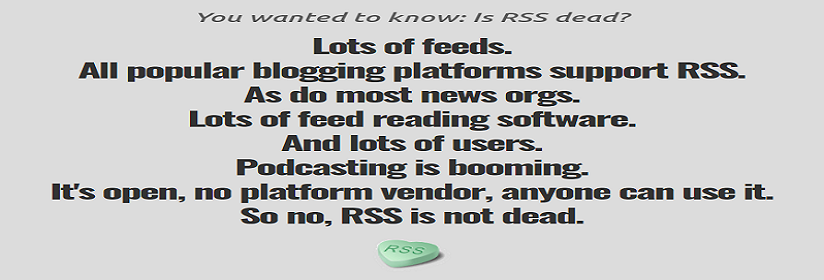 You wanted to know: Is RSS dead?
Lots of feeds.
All popular blogging platforms support RSS.
As do most news orgs.
Lots of feed reading software.
And lots of users.
Podcasting is booming.
It's open, no platform vendor, anyone can use it.
So no, RSS is not dead.
RSS